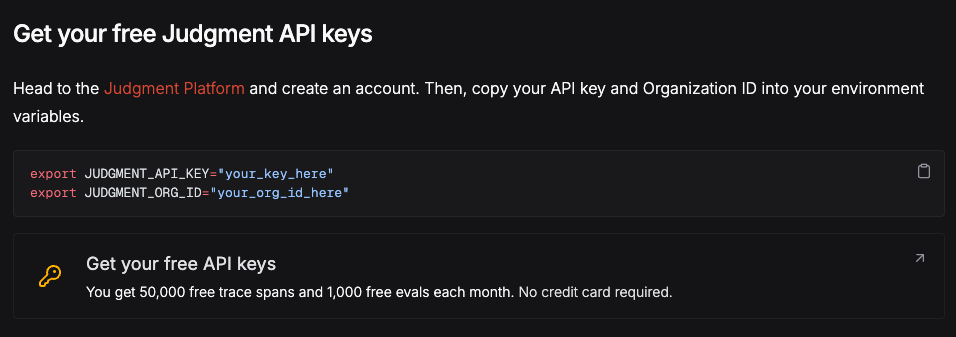 Get your free Judgment API keys
Head to the Judgment Platform and create an account. Then, copy your API key and Organization ID into your environment
variables.
export JUDGMENT_API_KEY="your_key_here"
export JUDGMENT_ORG_ID="your_org_id_here"
Get your free API keys
You get 50,000 free trace spans and 1,000 free evals each month. No credit card required.